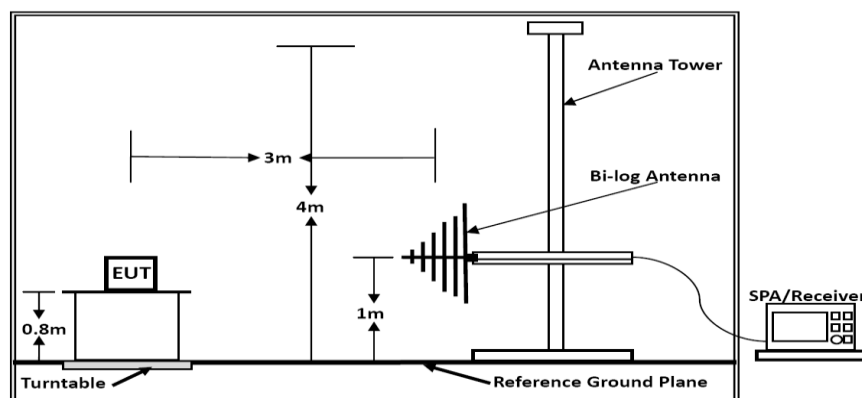 Antenna Tower
3m
Bi-log Antenna
4m
EUT
SPA/Receiver
0.8m
1m
Turntable
Reference Ground Plane